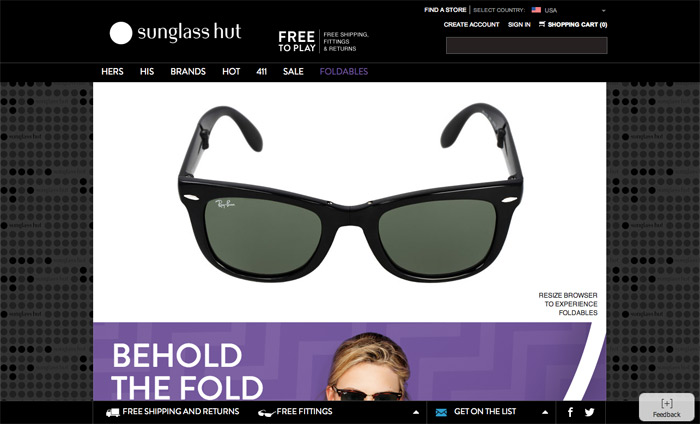 FIND A STORE | SELECT COUNTRY: USA
sunglass hut
FREE TO PLAY
FREE SHIPPING,
FITTINGS
& RETURNS
CREATE ACCOUNT SIGN IN SHOPPING CART (0)
HERS HIS BRANDS HOT 411 SALE FOLDABLES
Ray-Ban
RESIZE BROWSER
TO EXPERIENCE
FOLDABLES
BEHOLD
THE FOLD
FREE SHIPPING AND RETURNS FREE FITTINGS GET ON THE LIST
[+]
Feedback